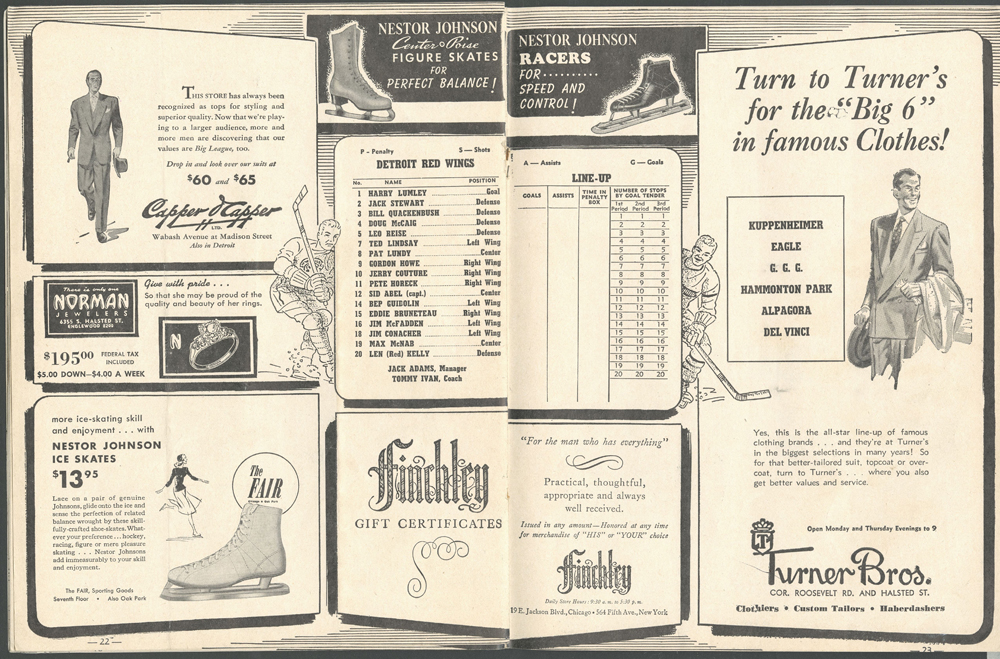 THIS STORE has always been
recognized as tops for styling and
superior quality. Now that we're play-
ing to a larger audience, more and
more men are discovering that our
values are Big League, too.
Drop in and look over our suits at
$60 and $65
Capper & Capper
LTD.
Wabash Avenue at Madison Street
Also in Detroit
There is only one
NORMAN
JEWELERS
6355 S. HALSTED ST.
ENGLEWOOD 8280
Give with pride...
So that she may be proud of the
quality and beauty of her rings.
N
$195.00 FEDERAL TAX
INCLUDED
$5.00 DOWN—$4.00 A WEEK
more ice-skating skill
and enjoyment . . . with
NESTOR JOHNSON
ICE SKATES
$13.95
Lace on a pair of genuine
Johnsons, glide onto the ice and
sense the perfection of related
balance wrought by these skill-
fully-crafted shoe-skates. What-
ever your preference...hockey,
racing, figure or mere pleasure
skating . . . Nestor Johnsons
add immeasurably to your skill
and enjoyment.
The FAIR, Sporting Goods
Seventh Floor • Also Oak Park
The
FAIR
— 22 —
NESTOR JOHNSON
Center-Poise
FIGURE SKATES
FOR
PERFECT BALANCE!
P - Penalty S — Shots
DETROIT RED WINGS
No. NAME POSITION
1 HARRY LUMLEY Goal
2 JACK STEWART Defense
3 BILL QUACKENBUSH Defense
4 DOUG McCAIG Defense
5 LEO REISE Defense
7 TED LINDSAY Left Wing
8 PAT LUNDY Center
9 GORDON HOWE Right Wing
10 JERRY COUTURE Right Wing
11 PETE HORECK Right Wing
12 SID ABEL (capt.) Center
14 BEP GUIDOLIN Left Wing
15 EDDIE BRUNETEAU Right Wing
16 JIM McFADDEN Left Wing
18 JIM CONACHER Left Wing
19 MAX McNAB Center
20 LEN (Red) KELLY Defense
JACK ADAMS, Manager
TOMMY IVAN, Coach
Finchley
GIFT CERTIFICATES
NESTOR JOHNSON
RACERS
FOR..........
SPEED AND
CONTROL!
A — Assists G — Goals
LINE-UP
GOALS ASSISTS TIME IN
PENALTY
BOX NUMBER OF STOPS
BY GOAL TENDER
1st
Period 2nd
Period 3rd
Period
1 1 1
2 2 2
3 3 3
4 4 4
5 5 5
6 6 6
7 7 7
8 8 8
9 9 9
10 10 10
11 11 11
12 12 12
13 13 13
14 14 14
15 15 15
16 16 16
17 17 17
18 18 18
19 19 19
20 20 20
"For the man who has everything"
Practical, thoughtful,
appropriate and always
well received.
Issued in any amount—Honored at any time
for merchandise of "HIS" or "YOUR" choice
Finchley
Daily Store Hours: 9:30 a. m. to 5:30 p. m.
19 E. Jackson Blvd., Chicago • 564 Fifth Ave., New York
Turn to Turner's
for the "Big 6"
in famous Clothes!
KUPPENHEIMER
EAGLE
G. G. G.
HAMMONTON PARK
ALPAGORA
DEL VINCI
Yes, this is the all-star line-up of famous
clothing brands . . . and they're at Turner's
in the biggest selections in many years! So
for that better-tailored suit, topcoat or over-
coat, turn to Turner's . . . where you also
get better values and service.
T
Open Monday and Thursday Evenings to 9
Turner Bros.
COR. ROOSEVELT RD. AND HALSTED ST.
Clothiers • Custom Tailors • Haberdashers
— 23 —